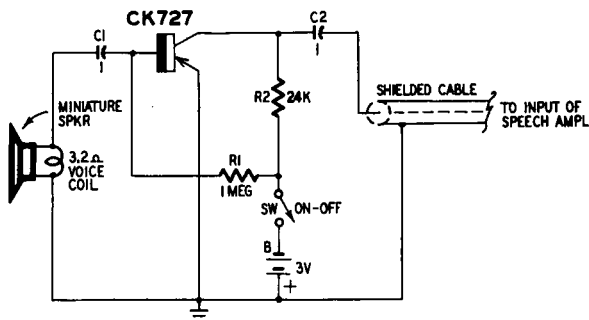 CK727
C1
1
C2
1
R2 24K
SHIELDED CABLE
TO INPUT OF
SPEECH AMPL
MINIATURE
SPKR
3.2Ω
VOICE
COIL
R1
1 MEG
SW ON-OFF
B
3V
+